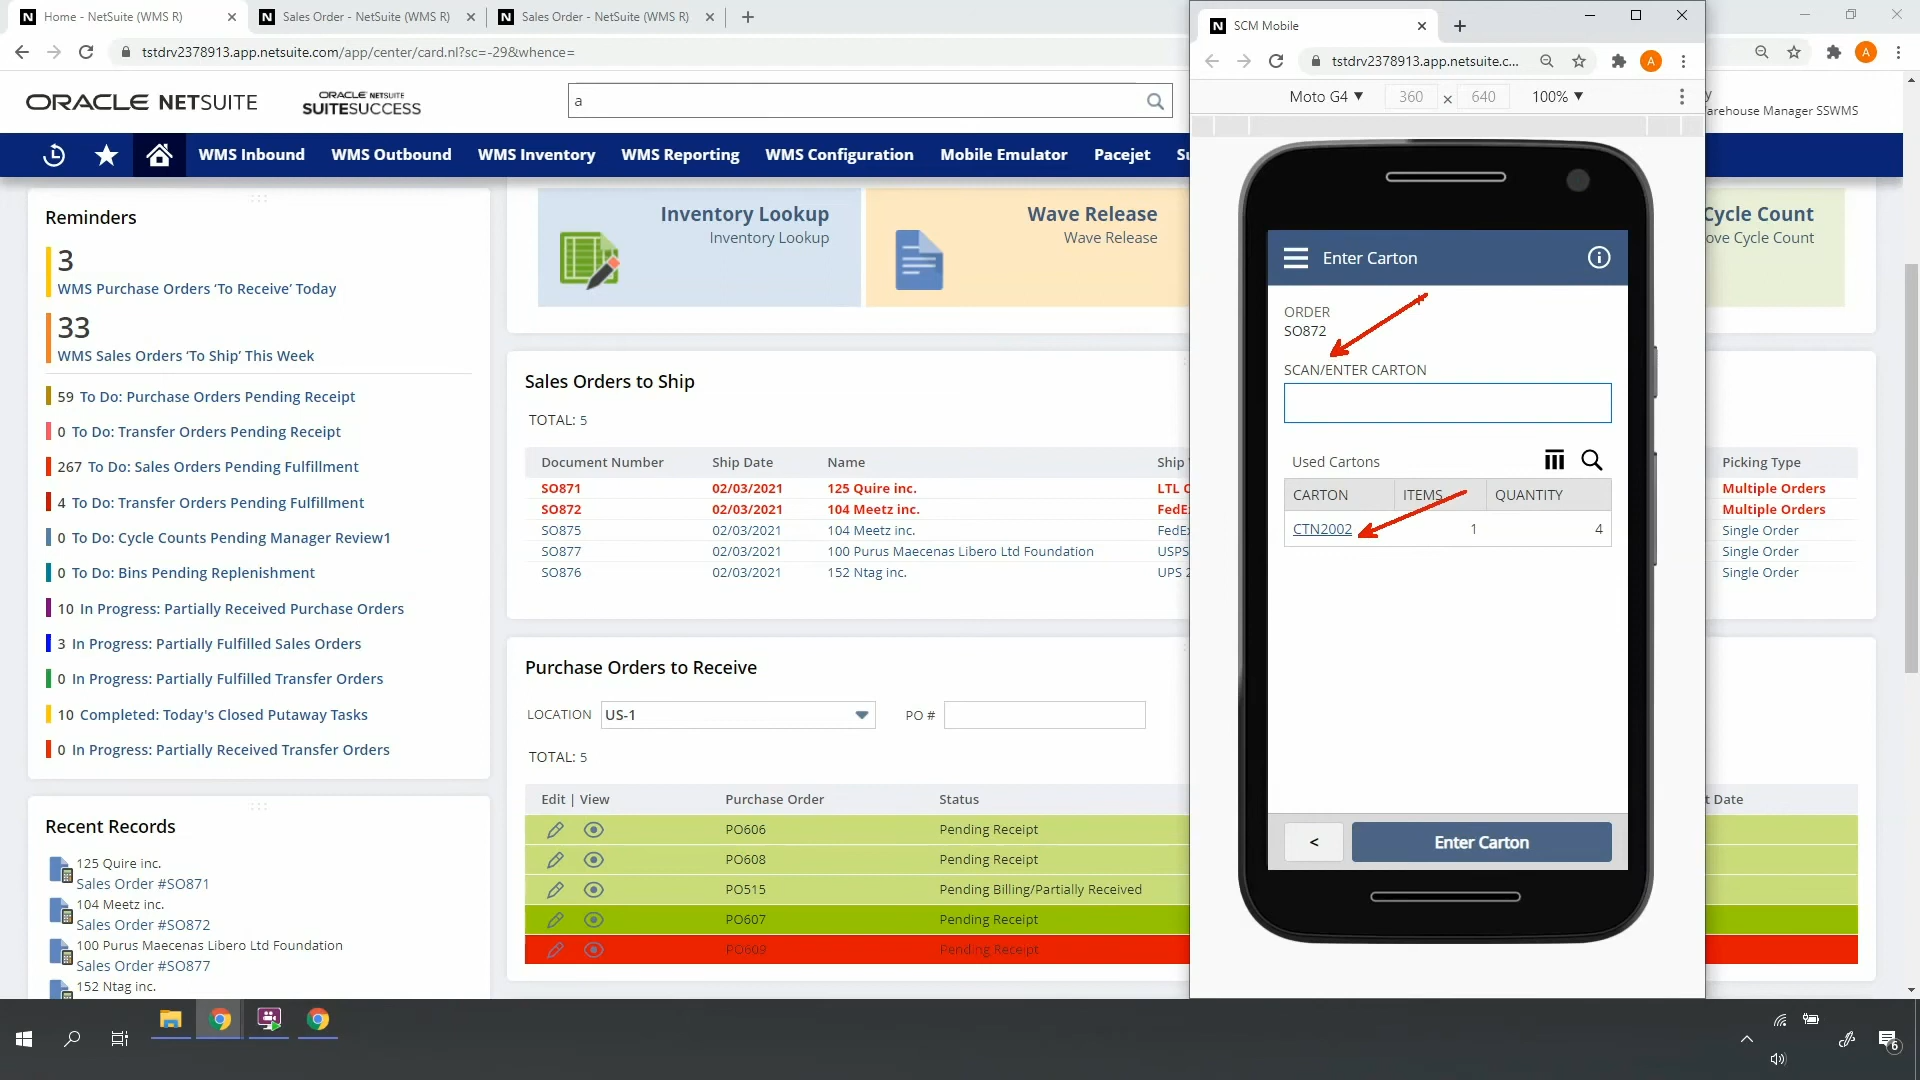 Home - NetSuite (WMS R)
Sales Order - NetSuite (WMS R)
Sales Order - NetSuite (WMS R)
tstdrv2378913.app.netsuite.com/app/center/card.nl?sc=-29&whence=
A
ORACLE NETSUITE
ORACLE NETSUITE
SUITESUCCESS
a
arehouse Manager SSWMS
WMS Inbound
WMS Outbound
WMS Inventory
WMS Reporting
WMS Configuration
Mobile Emulator
Pacejet
Reminders
3
WMS Purchase Orders ‘To Receive’ Today
33
WMS Sales Orders ‘To Ship’ This Week
59 To Do: Purchase Orders Pending Receipt
0 To Do: Transfer Orders Pending Receipt
267 To Do: Sales Orders Pending Fulfillment
4 To Do: Transfer Orders Pending Fulfillment
0 To Do: Cycle Counts Pending Manager Review1
0 To Do: Bins Pending Replenishment
10 In Progress: Partially Received Purchase Orders
3 In Progress: Partially Fulfilled Sales Orders
0 In Progress: Partially Fulfilled Transfer Orders
10 Completed: Today's Closed Putaway Tasks
0 In Progress: Partially Received Transfer Orders
Recent Records
125 Quire inc.
Sales Order #SO871
104 Meetz inc.
Sales Order #SO872
100 Purus Maecenas Libero Ltd Foundation
Sales Order #SO877
152 Ntag inc.
Inventory Lookup
Inventory Lookup
Wave Release
Wave Release
Cycle Count
ove Cycle Count
Sales Orders to Ship
TOTAL: 5
Document Number Ship Date Name Ship Picking Type
SO871 02/03/2021 125 Quire inc. LTL C Multiple Orders
SO872 02/03/2021 104 Meetz inc. FedEx Multiple Orders
SO875 02/03/2021 104 Meetz inc. FedEx Single Order
SO877 02/03/2021 100 Purus Maecenas Libero Ltd Foundation USPS Single Order
SO876 02/03/2021 152 Ntag inc. UPS 2 Single Order
Purchase Orders to Receive
LOCATION US-1 PO #
TOTAL: 5
Edit | View Purchase Order Status t Date
PO606 Pending Receipt
PO608 Pending Receipt
PO515 Pending Billing/Partially Received
PO607 Pending Receipt
PO609 Pending Receipt
SCM Mobile
tstdrv2378913.app.netsuite.c...
A
Moto G4 ▼ 360 x 640 100% ▼
Enter Carton
ORDER
SO872
SCAN/ENTER CARTON
Used Cartons
CARTON ITEMS QUANTITY
CTN2002 1 4
< Enter Carton
6